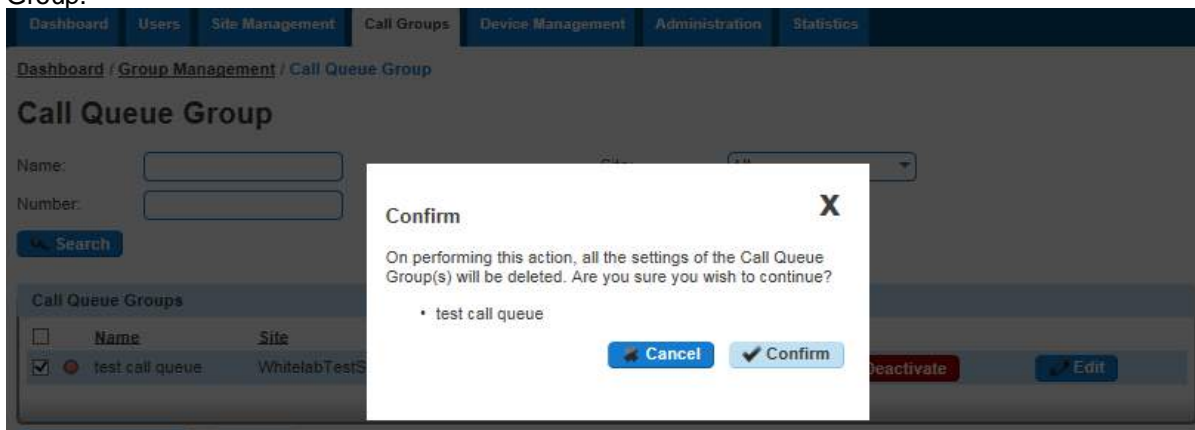 Group.
Dashboard Users Site Management Call Groups Device Management Administration Statistics
Dashboard / Group Management / Call Queue Group
Call Queue Group
Name:
Number:
Search
Confirm X
On performing this action, all the settings of the Call Queue
Group(s) will be deleted. Are you sure you wish to continue?
• test call queue
Cancel Confirm
Call Queue Groups
Name Site
test call queue WhitelabTestS Deactivate Edit